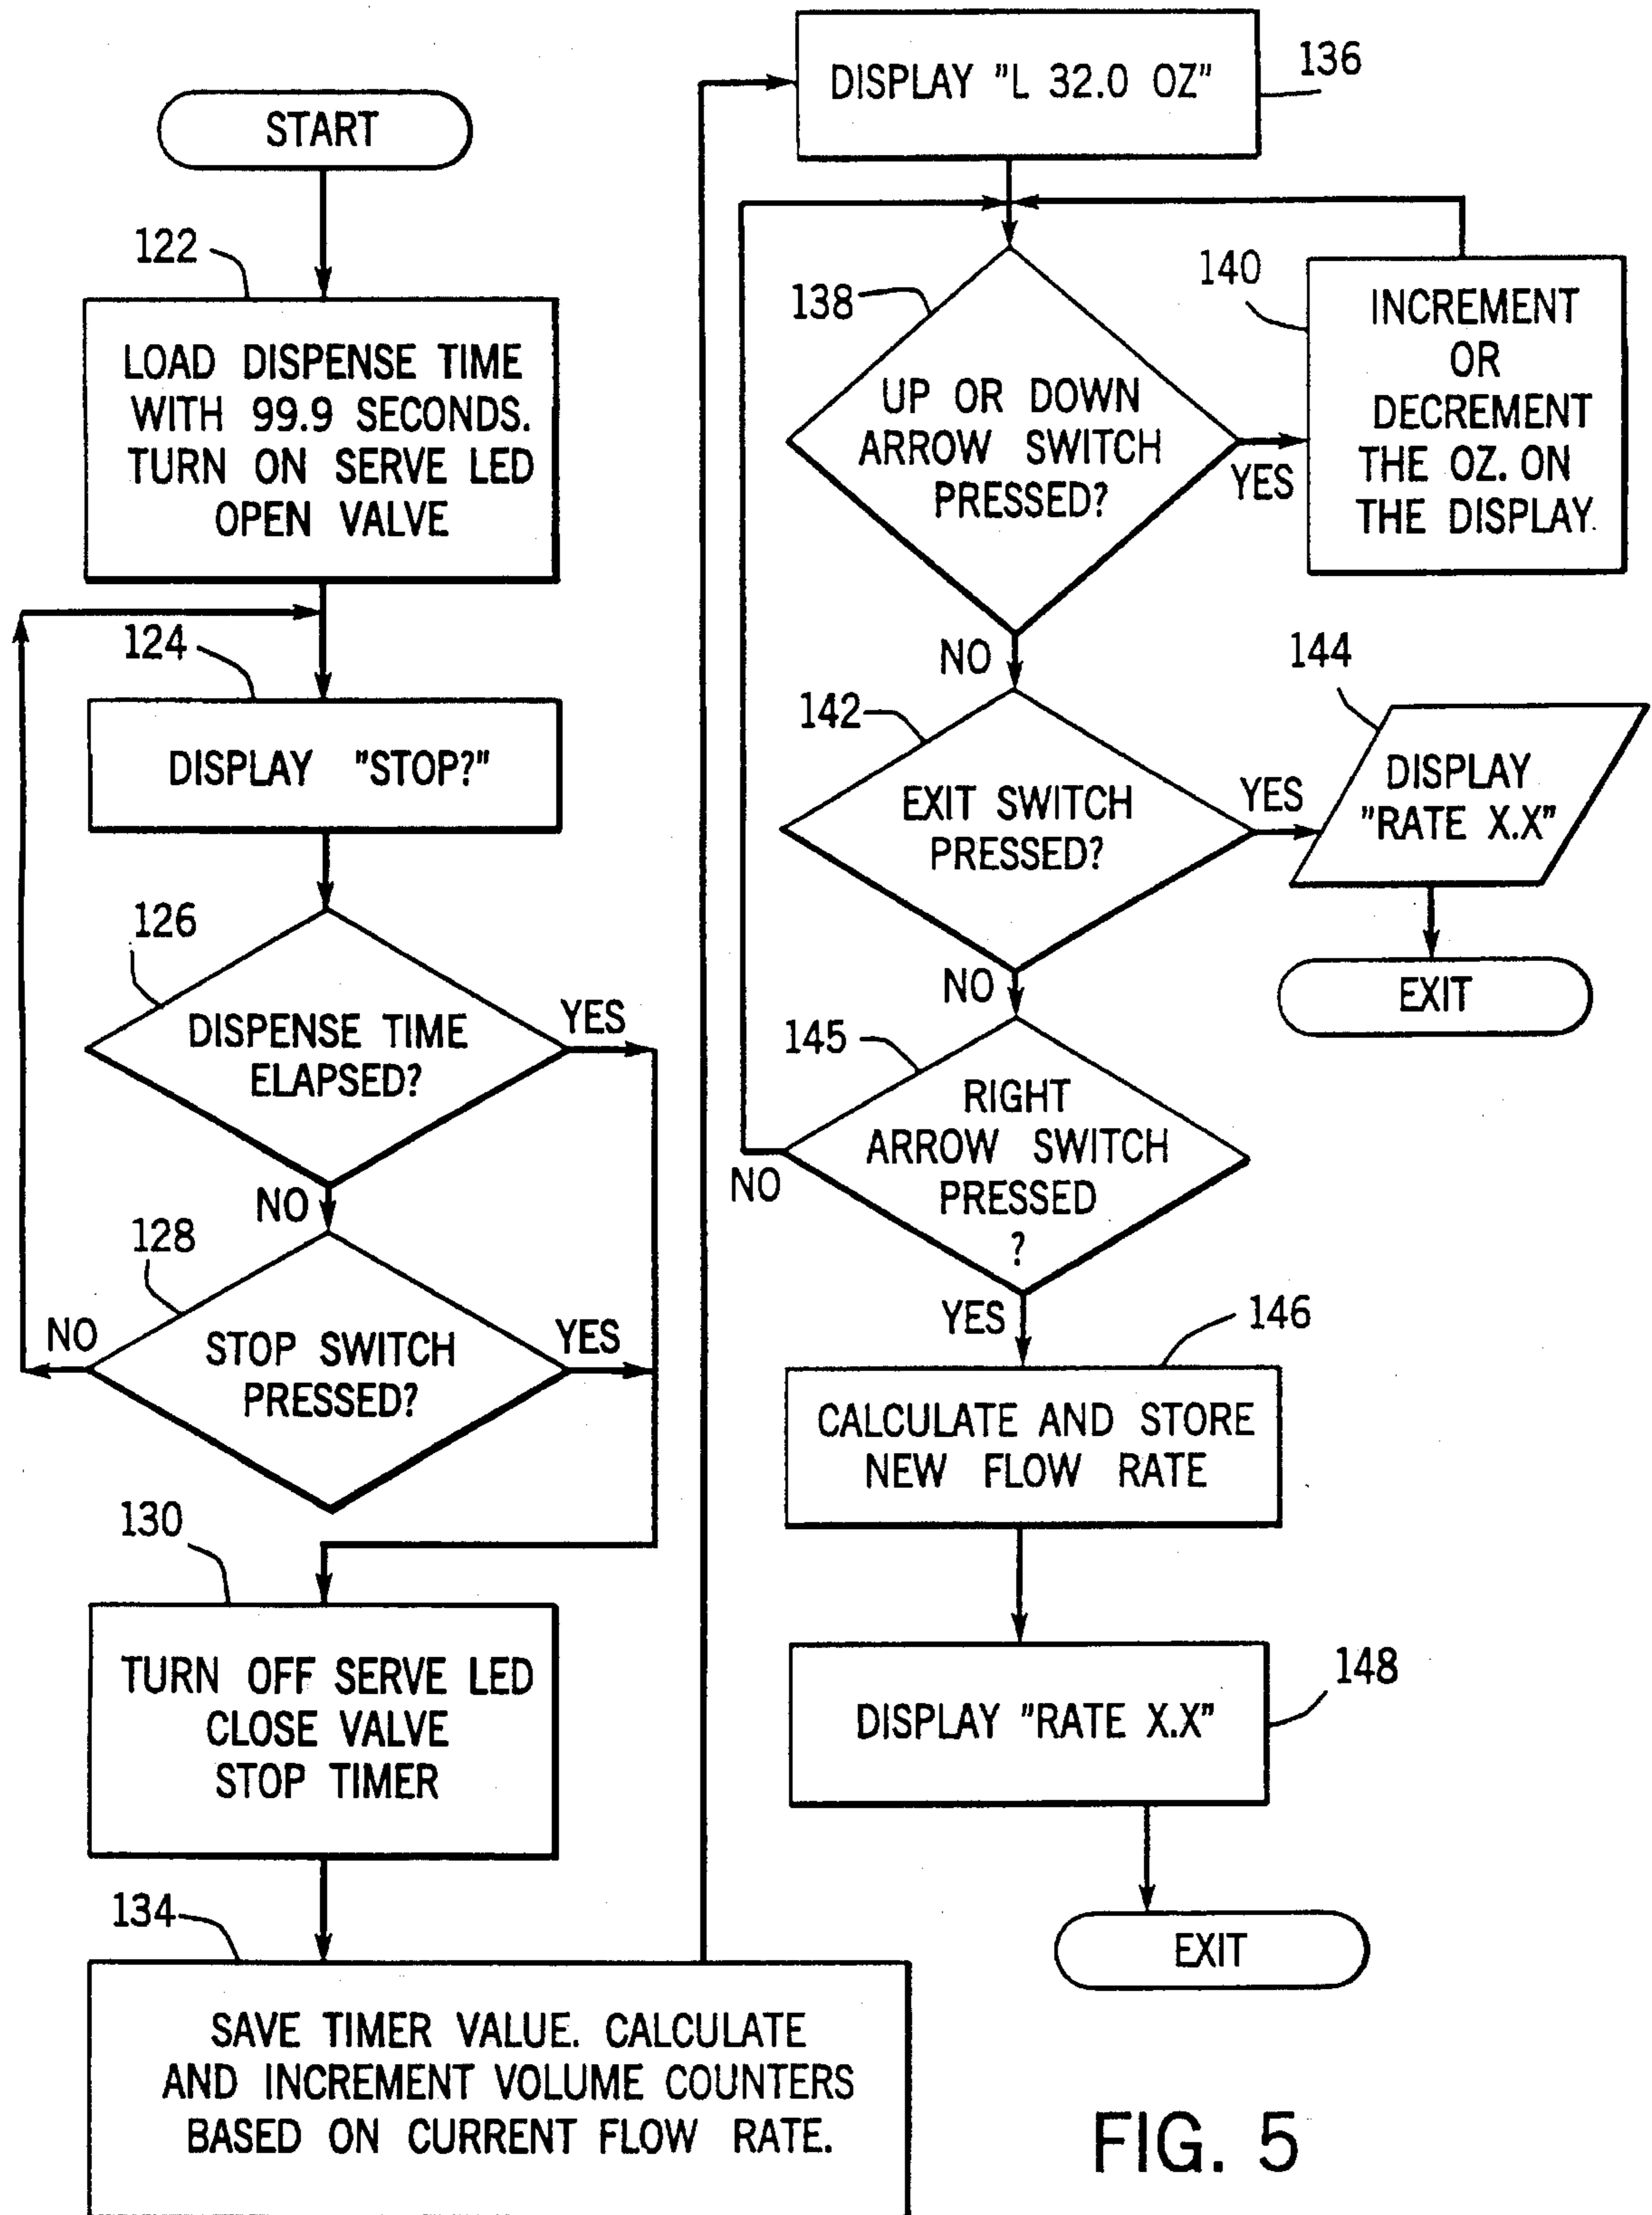 START
122
LOAD DISPENSE TIME
WITH 99.9 SECONDS.
TURN ON SERVE LED
OPEN VALVE
124
DISPLAY "STOP?"
126
DISPENSE TIME
ELAPSED?
YES
NO
128
STOP SWITCH
PRESSED?
NO
YES
130
TURN OFF SERVE LED
CLOSE VALVE
STOP TIMER
134
SAVE TIMER VALUE. CALCULATE
AND INCREMENT VOLUME COUNTERS
BASED ON CURRENT FLOW RATE.
DISPLAY "L 32.0 OZ"
136
138
UP OR DOWN
ARROW SWITCH
PRESSED?
YES
NO
140
INCREMENT
OR
DECREMENT
THE OZ. ON
THE DISPLAY.
142
EXIT SWITCH
PRESSED?
YES
NO
144
DISPLAY
"RATE X.X"
EXIT
145
RIGHT
ARROW SWITCH
PRESSED
?
NO
YES
146
CALCULATE AND STORE
NEW FLOW RATE
148
DISPLAY "RATE X.X"
EXIT
FIG. 5